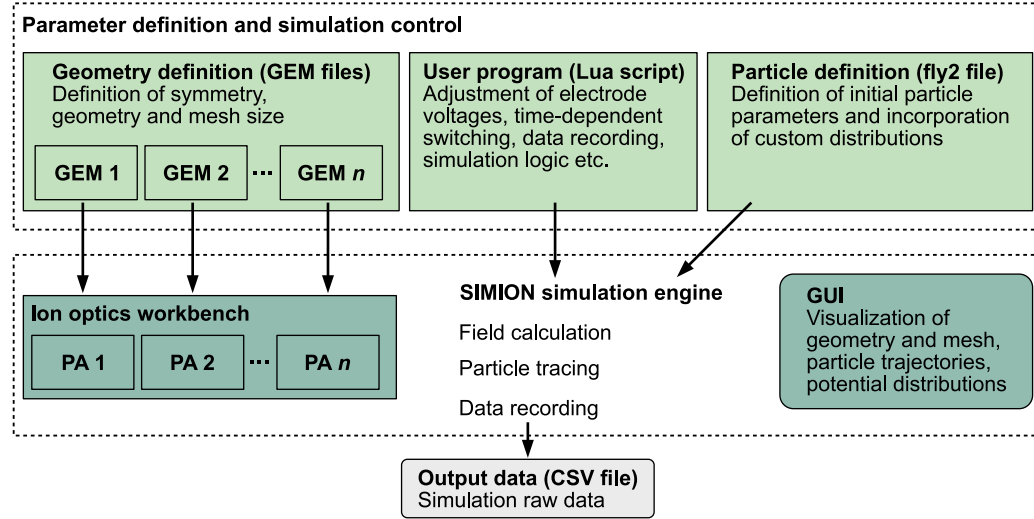 Parameter definition and simulation control
Geometry definition (GEM files)
Definition of symmetry,
geometry and mesh size
GEM 1
GEM 2
...
GEM n
User program (Lua script)
Adjustment of electrode
voltages, time-dependent
switching, data recording,
simulation logic etc.
Particle definition (fly2 file)
Definition of initial particle
parameters and incorporation
of custom distributions
Ion optics workbench
PA 1
PA 2
...
PA n
SIMION simulation engine
Field calculation
Particle tracing
Data recording
GUI
Visualization of
geometry and mesh,
particle trajectories,
potential distributions
Output data (CSV file)
Simulation raw data